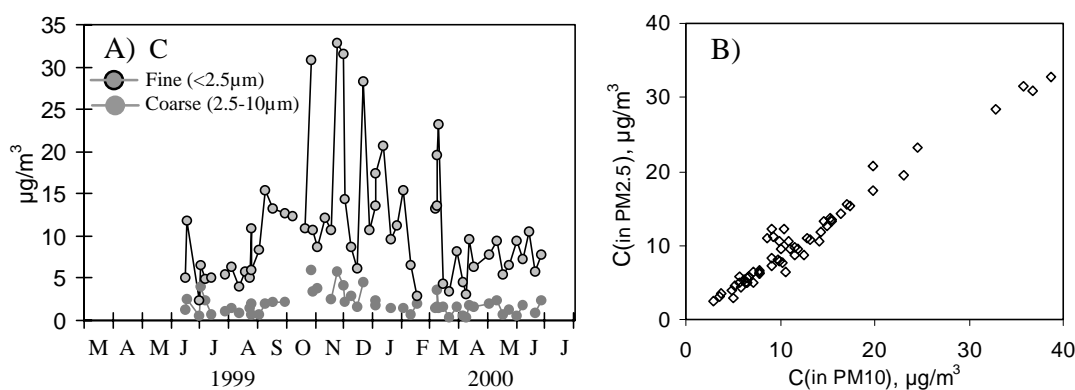 A) C
Fine (<2.5µm)
Coarse (2.5-10µm)
µg/m³
35
30
25
20
15
10
5
0
M A M J J A S O N D J F M A M J J
1999 2000
B)
C(in PM2.5), µg/m³
40
30
20
10
0
0 10 20 30 40
C(in PM10), µg/m³